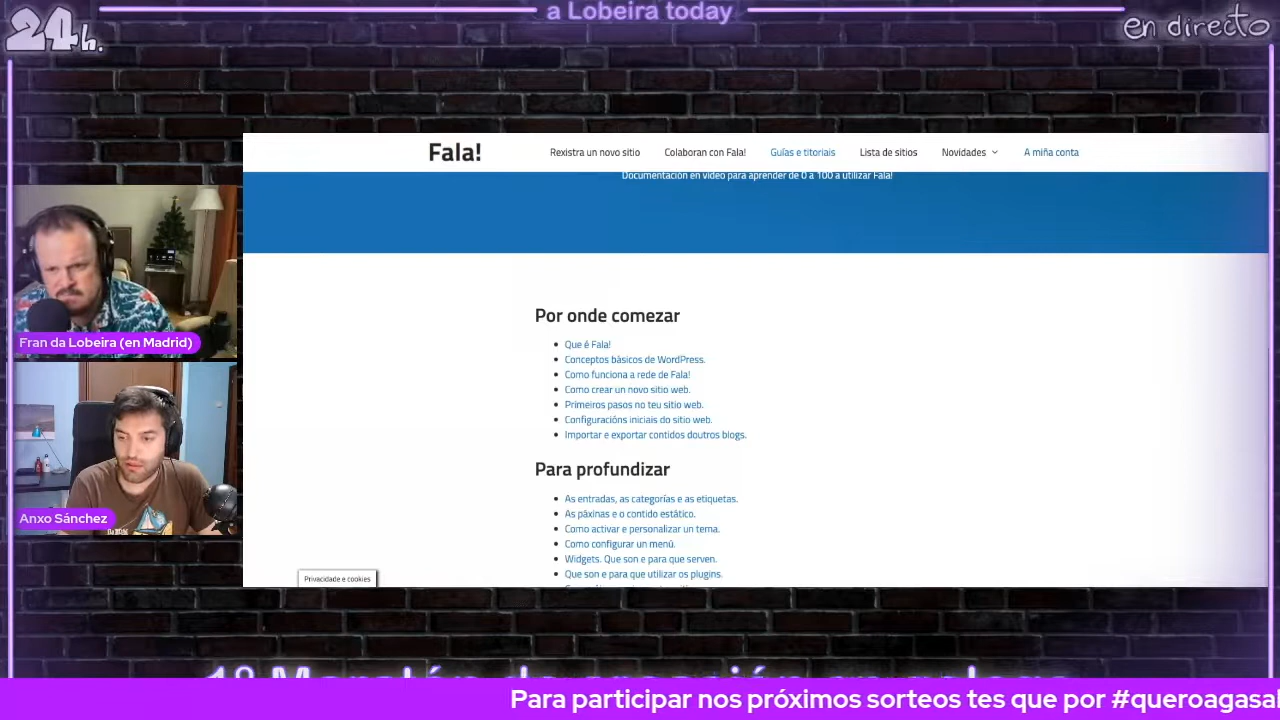 24h.
a Lobeira today
en directo
Fala!
Rexistra un novo sitio
Colaboran con Fala!
Guías e titoriais
Lista de sitios
Novidades
A miña conta
Documentación en vídeo para aprender de 0 a 100 a utilizar Fala!
Por onde comezar
Que é Fala!
Conceptos básicos de WordPress.
Como funciona a rede de Fala!
Como crear un novo sitio web.
Primeiros pasos no teu sitio web.
Configuracións iniciais do sitio web.
Importar e exportar contidos doutros blogs.
Para profundizar
As entradas, as categorías e as etiquetas.
As páxinas e o contido estático.
Como activar e personalizar un tema.
Como configurar un menú.
Widgets. Que son e para que serven.
Que son e para que utilizar os plugins.
Privacidade e cookies
Fran da Lobeira (en Madrid)
Anxo Sánchez
Para participar nos próximos sorteos tes que por #queroagasal